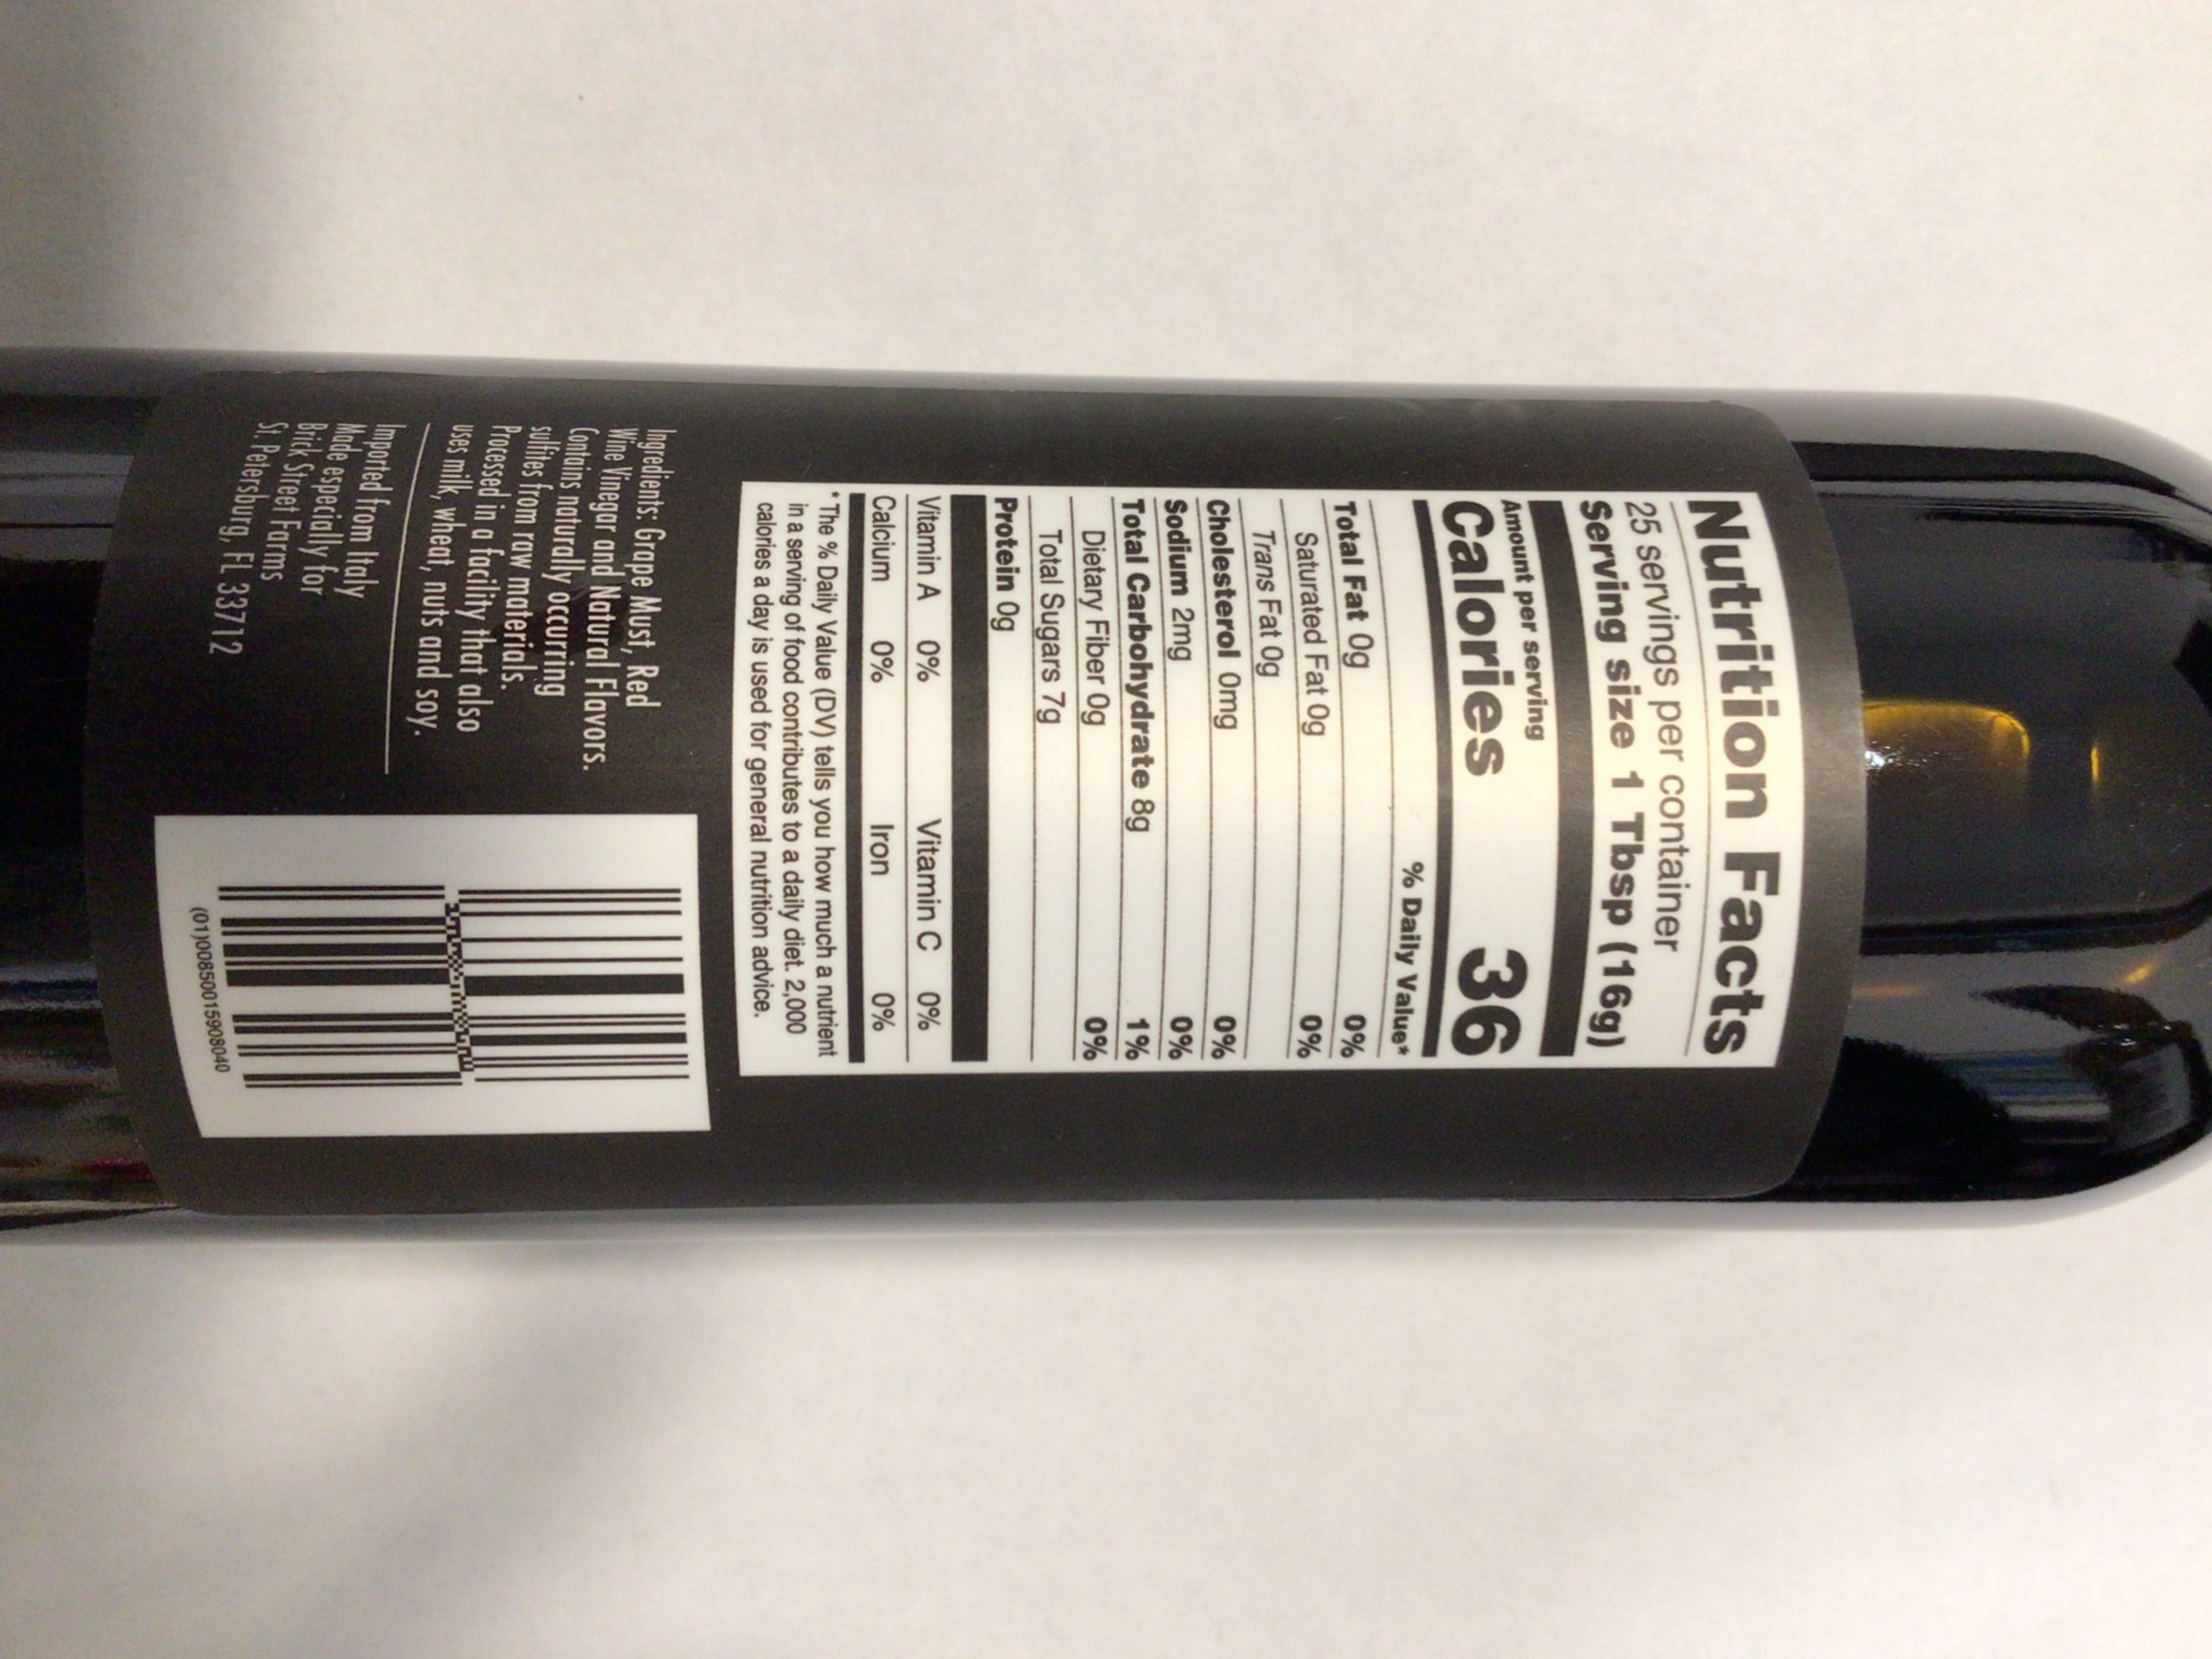 Nutrition Facts
25 servings per container
Serving size 1 Tbsp (16g)
Amount per serving
Calories 36
% Daily Value*
Total Fat 0g 0%
Saturated Fat 0g 0%
Trans Fat 0g
Cholesterol 0mg 0%
Sodium 2mg 0%
Total Carbohydrate 8g 1%
Dietary Fiber 0g 0%
Total Sugars 7g
Protein 0g
Vitamin A 0% Vitamin C 0%
Calcium 0% Iron 0%
* The % Daily Value (DV) tells you how much a nutrient
in a serving of food contributes to a daily diet. 2,000
calories a day is used for general nutrition advice.
Ingredients: Grape Must, Red
Wine Vinegar and Natural Flavors.
Contains naturally occurring
sulfites from raw materials.
Processed in a facility that also
uses milk, wheat, nuts and soy.
Imported from Italy
Made especially for
Brick Street Farms
St. Petersburg, FL 33712
(01)00850015908040